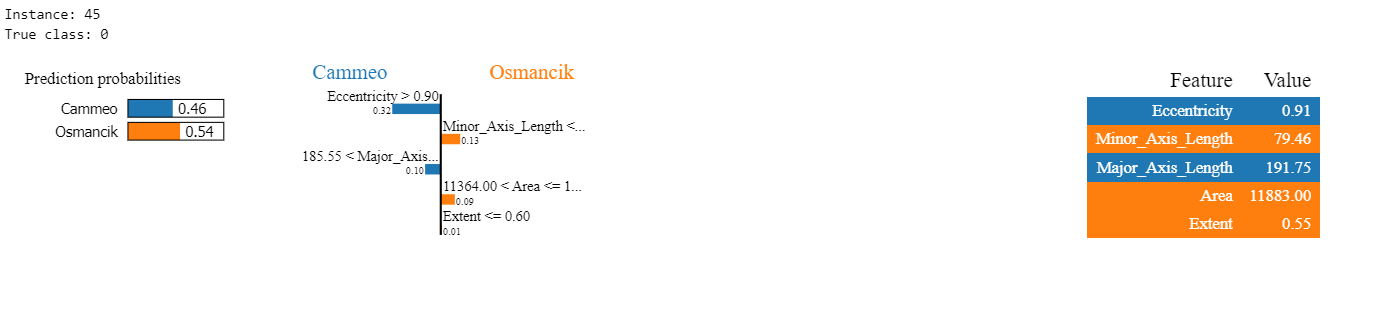 Instance: 45
True class: 0
Prediction probabilities
Cammeo 0.46
Osmancik 0.54
Cammeo Osmancik
Eccentricity > 0.90
0.32
Minor_Axis_Length <...
0.13
185.55 < Major_Axis...
0.10
11364.00 < Area <= 1...
0.09
Extent <= 0.60
0.01
Feature Value
Eccentricity 0.91
Minor_Axis_Length 79.46
Major_Axis_Length 191.75
Area 11883.00
Extent 0.55